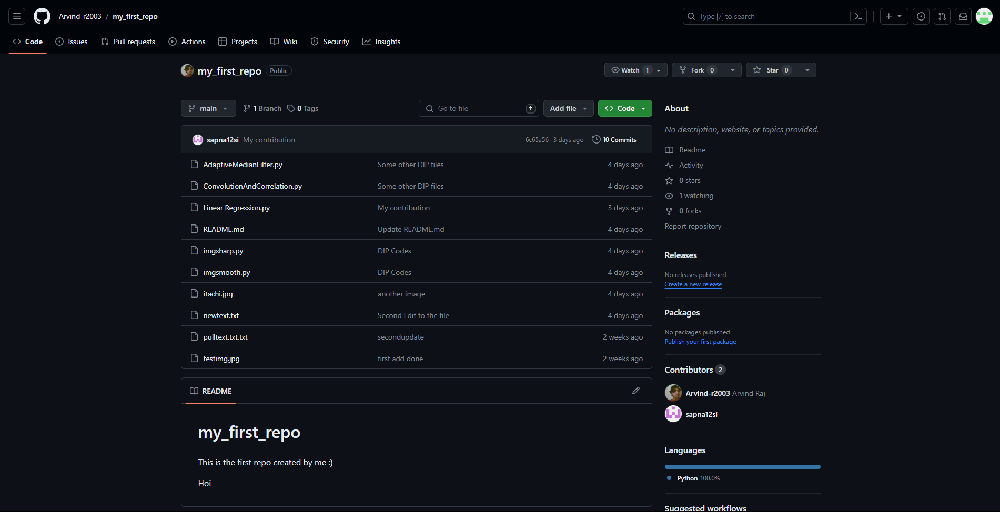 Arvind-r2003 / my_first_repo
Type / to search
Code Issues Pull requests Actions Projects Wiki Security Insights
my_first_repo Public
Watch 1 Fork 0 Star 0
main 1 Branch 0 Tags Go to file t Add file Code
sapna12si My contribution 6c65a56 · 3 days ago 10 Commits
AdaptiveMedianFilter.py Some other DIP files 4 days ago
ConvolutionAndCorrelation.py Some other DIP files 4 days ago
Linear Regression.py My contribution 3 days ago
README.md Update README.md 4 days ago
imgsharp.py DIP Codes 4 days ago
imgsmooth.py DIP Codes 4 days ago
itachi.jpg another image 4 days ago
newtext.txt Second Edit to the file 4 days ago
pulltext.txt.txt secondupdate 2 weeks ago
testimg.jpg first add done 2 weeks ago
README
my_first_repo
This is the first repo created by me :)
Hoi
About
No description, website, or topics provided.
Readme
Activity
0 stars
1 watching
0 forks
Report repository
Releases
No releases published
Create a new release
Packages
No packages published
Publish your first package
Contributors 2
Arvind-r2003 Arvind Raj
sapna12si
Languages
Python 100.0%
Suggested workflows